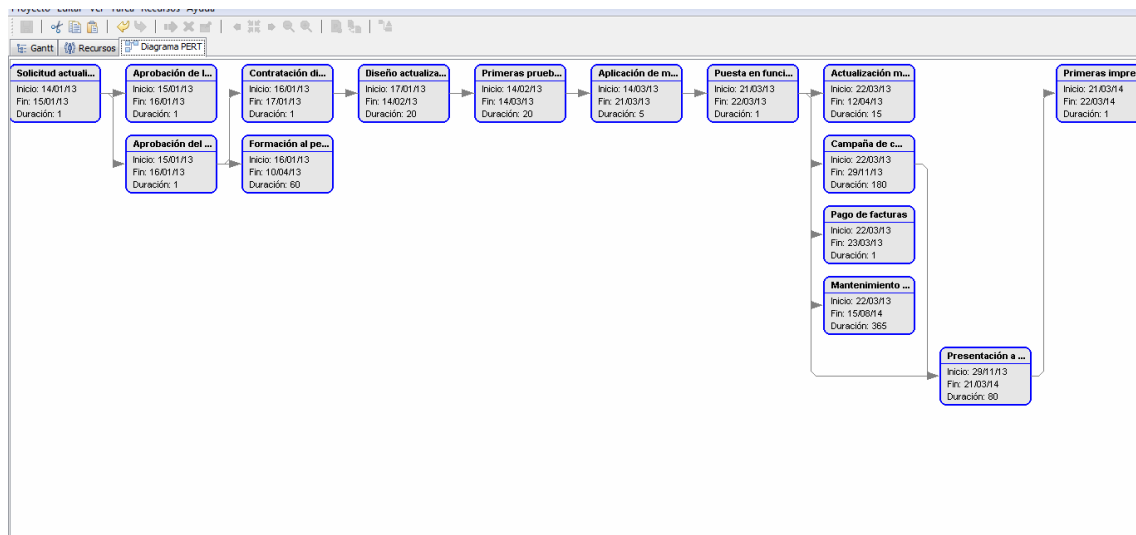 Proyecto Editar Ver Tarea Recursos Ayuda
Gantt Recursos Diagrama PERT
Solicitud actuali...
Inicio: 14/01/13
Fin: 15/01/13
Duración: 1
Aprobación de l...
Inicio: 15/01/13
Fin: 16/01/13
Duración: 1
Contratación di...
Inicio: 16/01/13
Fin: 17/01/13
Duración: 1
Diseño actualiza...
Inicio: 17/01/13
Fin: 14/02/13
Duración: 20
Primeras prueb...
Inicio: 14/02/13
Fin: 14/03/13
Duración: 20
Aplicación de m...
Inicio: 14/03/13
Fin: 21/03/13
Duración: 5
Puesta en funci...
Inicio: 21/03/13
Fin: 22/03/13
Duración: 1
Actualización m...
Inicio: 22/03/13
Fin: 12/04/13
Duración: 15
Primeras impre
Inicio: 21/03/14
Fin: 22/03/14
Duración: 1
Aprobación del ...
Inicio: 15/01/13
Fin: 16/01/13
Duración: 1
Formación al pe...
Inicio: 16/01/13
Fin: 10/04/13
Duración: 60
Campaña de c...
Inicio: 22/03/13
Fin: 29/11/13
Duración: 180
Pago de facturas
Inicio: 22/03/13
Fin: 23/03/13
Duración: 1
Mantenimiento ...
Inicio: 22/03/13
Fin: 15/08/14
Duración: 365
Presentación a ...
Inicio: 29/11/13
Fin: 21/03/14
Duración: 80